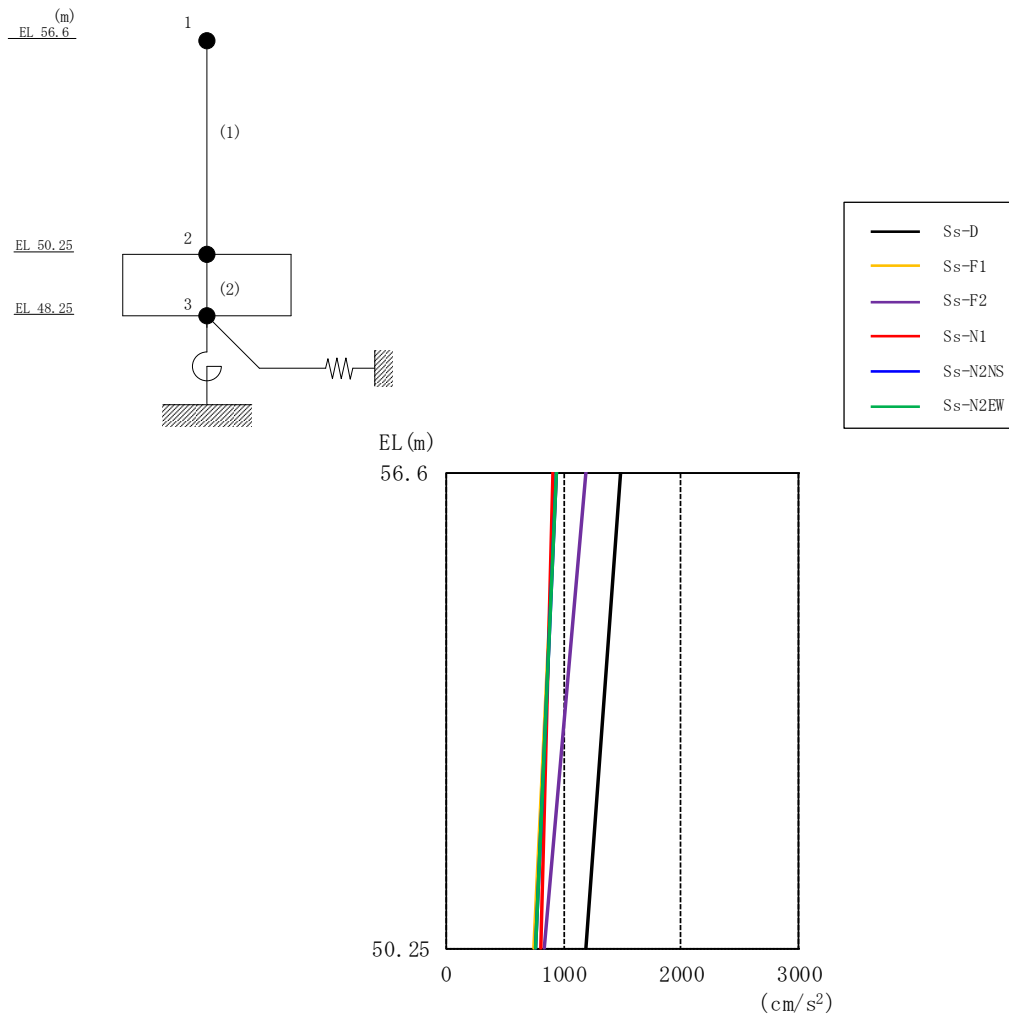 (m)
EL 56.6
1
(1)
EL 50.25
2
(2)
EL 48.25
3
Ss-D
Ss-F1
Ss-F2
Ss-N1
Ss-N2NS
Ss-N2EW
EL(m)
56.6
50.25
0 1000 2000 3000
(cm/s²)